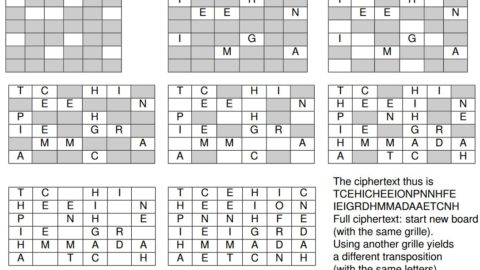 E E N
I G
M A
E E N
I G
M A
T C H I
E E N
P H
I E G R
M M A
A C
T C H I
E E N
P H
I E G R
M M A
A C
T C H I
H E E I N
P N H E
I E G R
H M M A D A
A T C H
T C H I
H E E I N
P N H E
I E G R
H M M A D A
A T C H
T C E H I C
H E E I O N
P N N H F E
I E I G R D
H M M A D A
A E T C N H
The ciphertext thus is
TCEHICHEEIONPNNHFE
IEIGRDHMMADAAETCNH
Full ciphertext: start new board
(with the same grille).
Using another grille yields
a different transposition
(with the same letters)